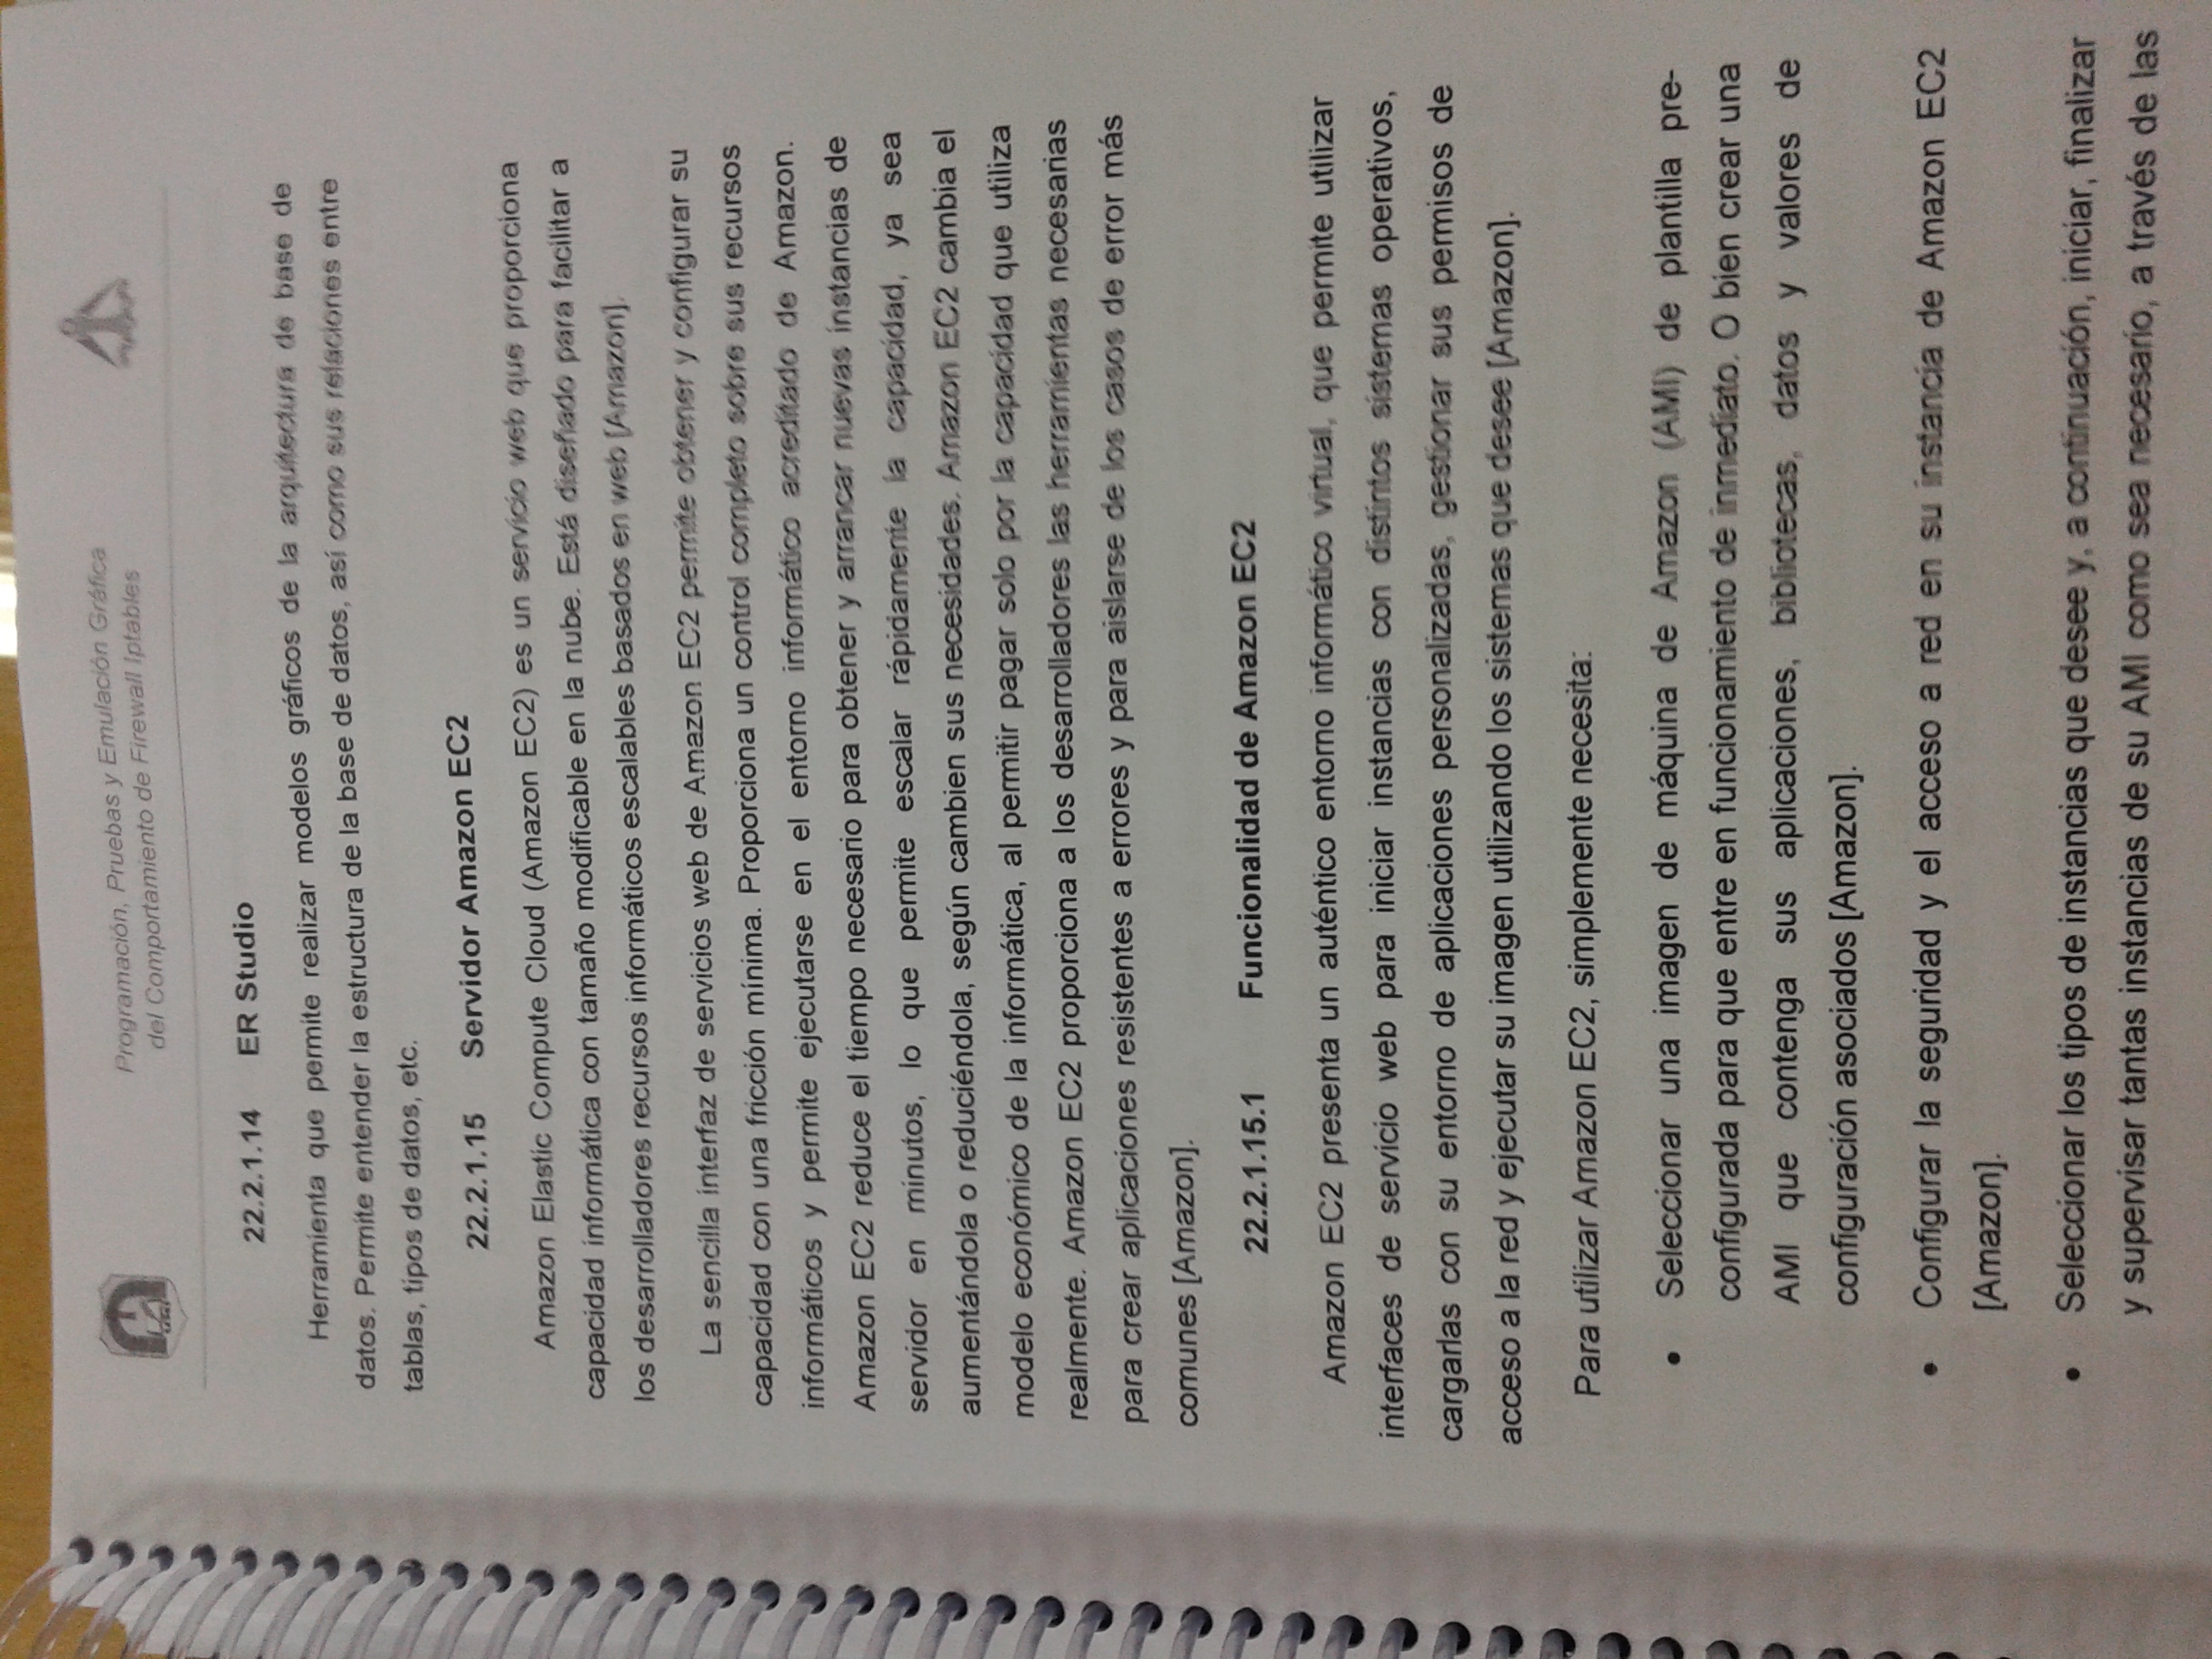 Programación, Pruebas y Emulación Gráfica
del Comportamiento de Firewall Iptables
22.2.1.14 ER Studio
Herramienta que permite realizar modelos gráficos de la arquitectura de base de
datos. Permite entender la estructura de la base de datos, así como sus relaciones entre
tablas, tipos de datos, etc.
22.2.1.15 Servidor Amazon EC2
Amazon Elastic Compute Cloud (Amazon EC2) es un servicio web que proporciona
capacidad informática con tamaño modificable en la nube. Está diseñado para facilitar a
los desarrolladores recursos informáticos escalables basados en web [Amazon].
La sencilla interfaz de servicios web de Amazon EC2 permite obtener y configurar su
capacidad con una fricción mínima. Proporciona un control completo sobre sus recursos
informáticos y permite ejecutarse en el entorno informático acreditado de Amazon.
Amazon EC2 reduce el tiempo necesario para obtener y arrancar nuevas instancias de
servidor en minutos, lo que permite escalar rápidamente la capacidad, ya sea
aumentándola o reduciéndola, según cambien sus necesidades. Amazon EC2 cambia el
modelo económico de la informática, al permitir pagar solo por la capacidad que utiliza
realmente. Amazon EC2 proporciona a los desarrolladores las herramientas necesarias
para crear aplicaciones resistentes a errores y para aislarse de los casos de error más
comunes [Amazon].
22.2.1.15.1 Funcionalidad de Amazon EC2
Amazon EC2 presenta un auténtico entorno informático virtual, que permite utilizar
interfaces de servicio web para iniciar instancias con distintos sistemas operativos,
cargarlas con su entorno de aplicaciones personalizadas, gestionar sus permisos de
acceso a la red y ejecutar su imagen utilizando los sistemas que desee [Amazon].
Para utilizar Amazon EC2, simplemente necesita:
• Seleccionar una imagen de máquina de Amazon (AMI) de plantilla pre-
configurada para que entre en funcionamiento de inmediato. O bien crear una
AMI que contenga sus aplicaciones, bibliotecas, datos y valores de
configuración asociados [Amazon].
• Configurar la seguridad y el acceso a red en su instancia de Amazon EC2
[Amazon].
• Seleccionar los tipos de instancias que desee y, a continuación, iniciar, finalizar
y supervisar tantas instancias de su AMI como sea necesario, a través de las